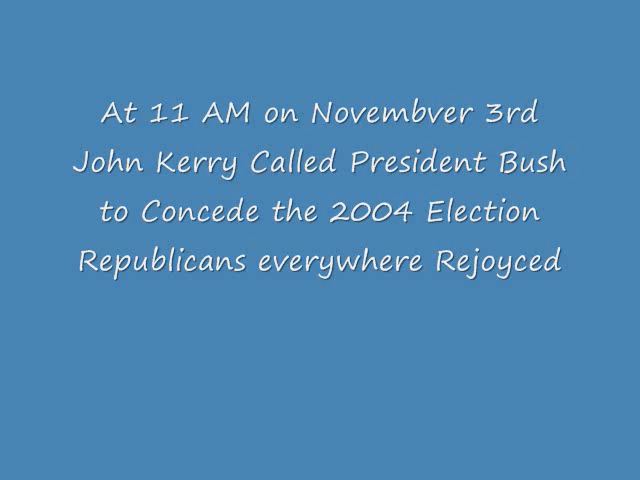 At 11 AM on Novembver 3rd
John Kerry Called President Bush
to Concede the 2004 Election
Republicans everywhere Rejoyced